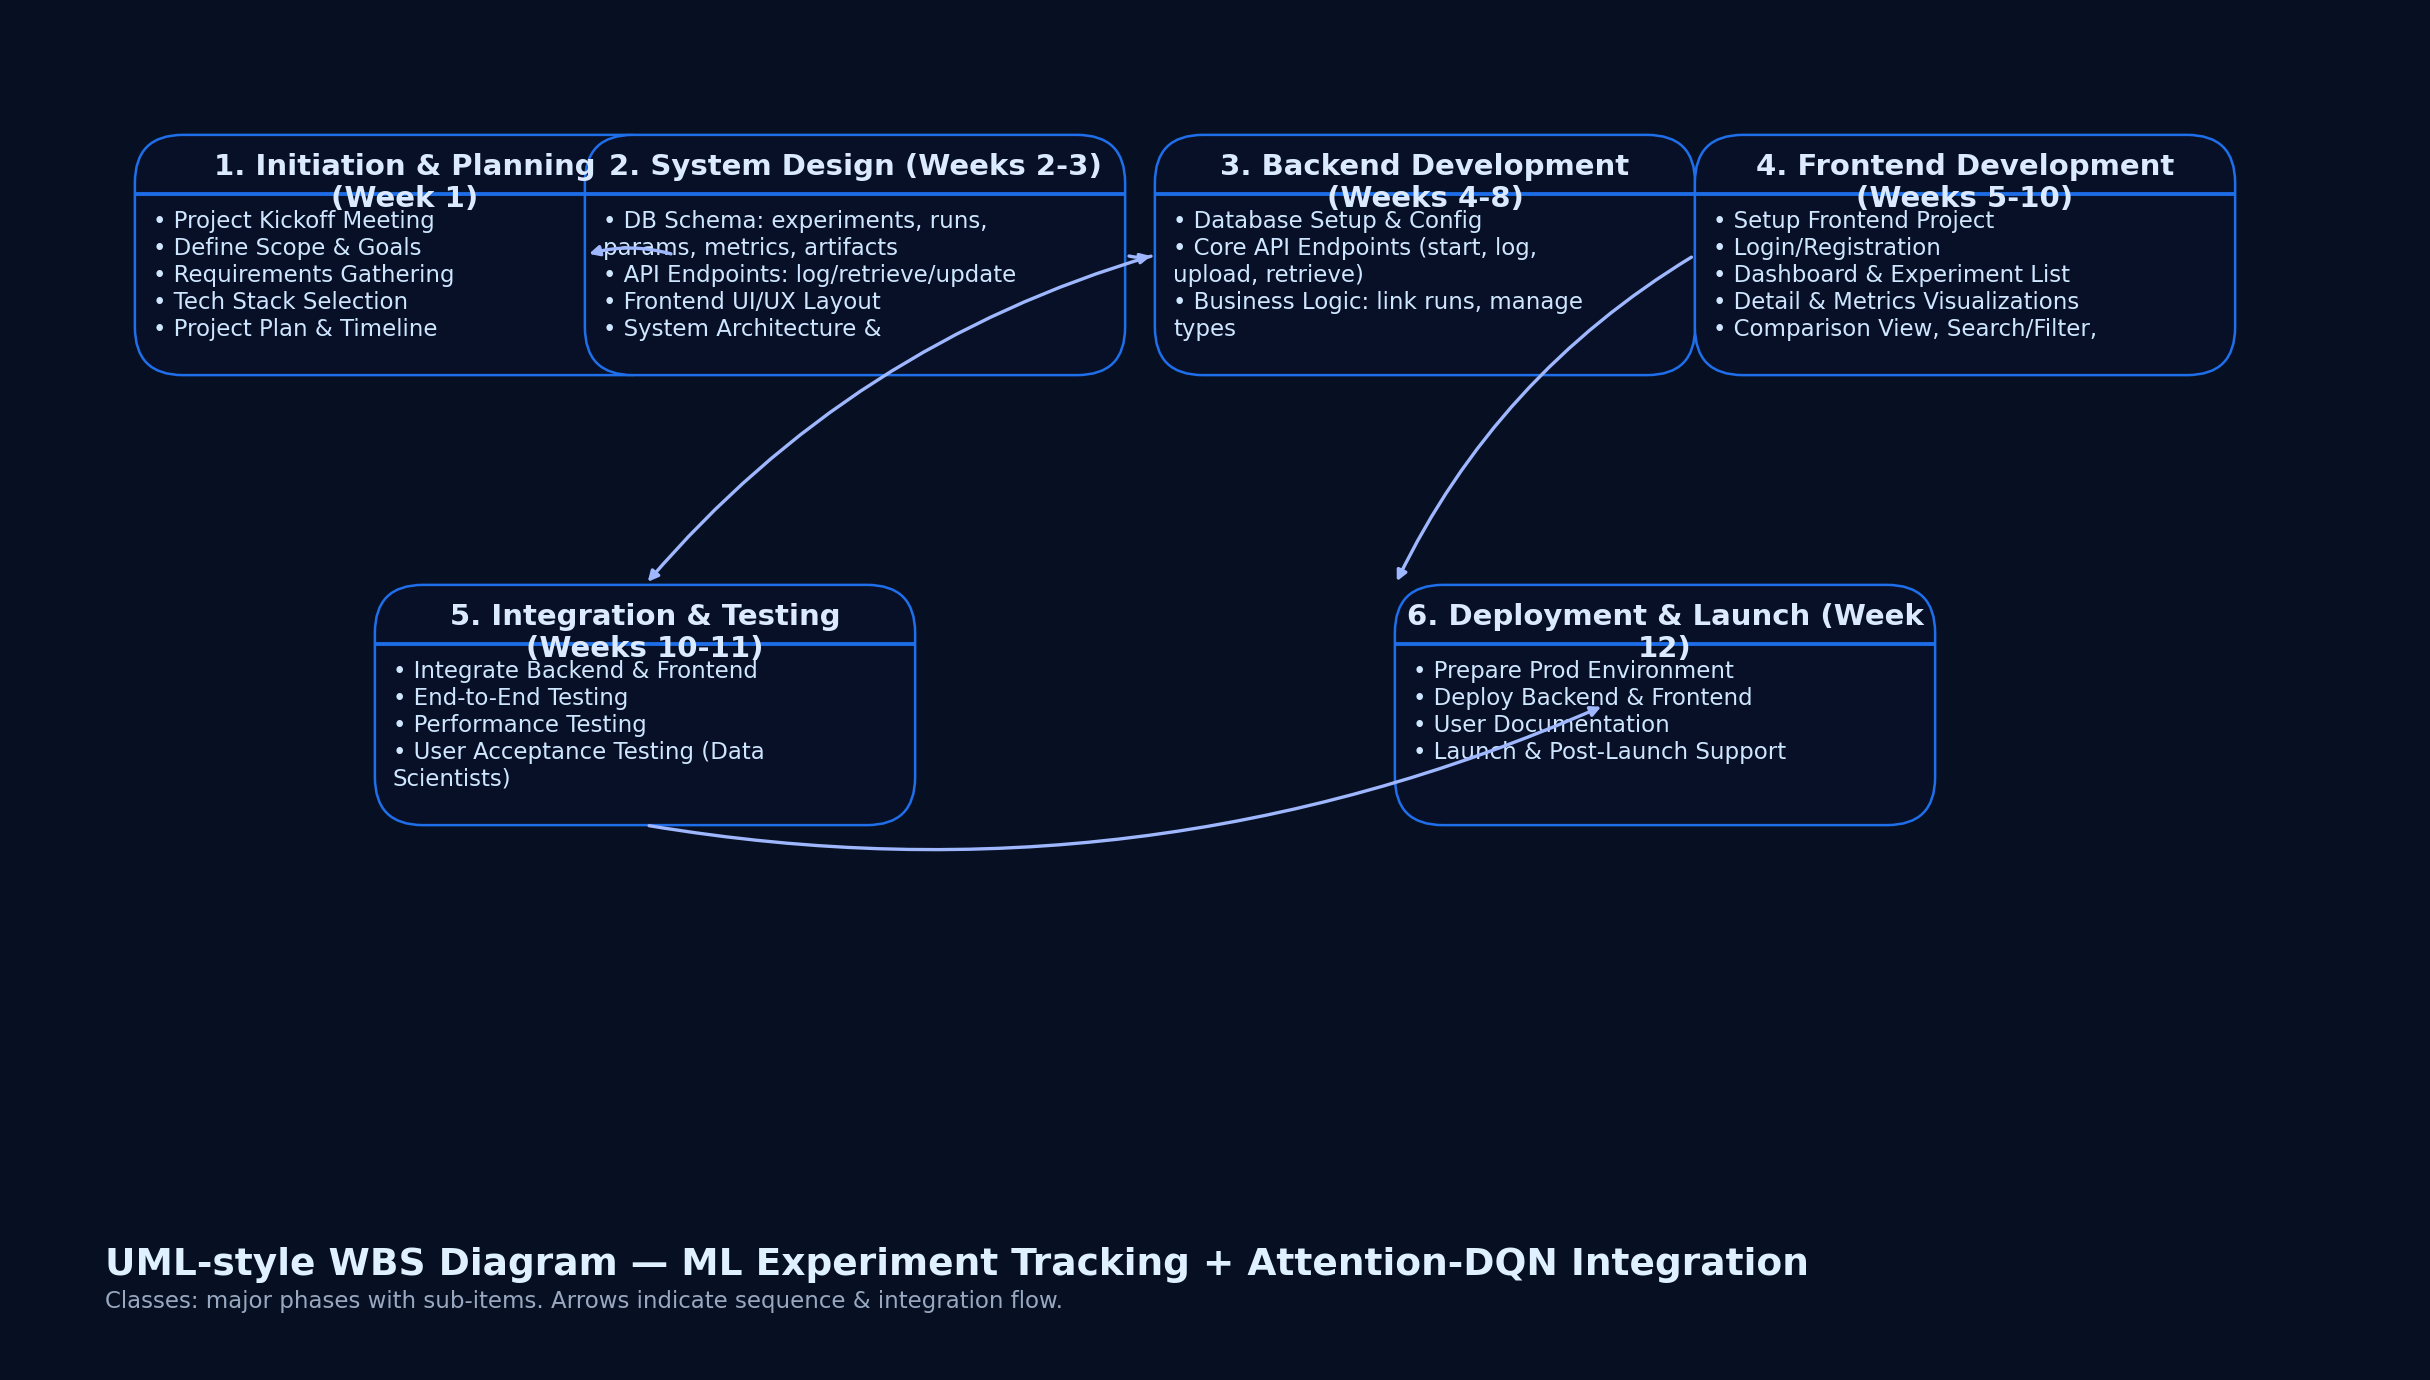 1. Initiation & Planning
(Week 1)
• Project Kickoff Meeting
• Define Scope & Goals
• Requirements Gathering
• Tech Stack Selection
• Project Plan & Timeline
2. System Design (Weeks 2-3)
• DB Schema: experiments, runs,
params, metrics, artifacts
• API Endpoints: log/retrieve/update
• Frontend UI/UX Layout
• System Architecture &
3. Backend Development
(Weeks 4-8)
• Database Setup & Config
• Core API Endpoints (start, log,
upload, retrieve)
• Business Logic: link runs, manage
types
4. Frontend Development
(Weeks 5-10)
• Setup Frontend Project
• Login/Registration
• Dashboard & Experiment List
• Detail & Metrics Visualizations
• Comparison View, Search/Filter,
5. Integration & Testing
(Weeks 10-11)
• Integrate Backend & Frontend
• End-to-End Testing
• Performance Testing
• User Acceptance Testing (Data
Scientists)
6. Deployment & Launch (Week
12)
• Prepare Prod Environment
• Deploy Backend & Frontend
• User Documentation
• Launch & Post-Launch Support
UML-style WBS Diagram — ML Experiment Tracking + Attention-DQN Integration
Classes: major phases with sub-items. Arrows indicate sequence & integration flow.